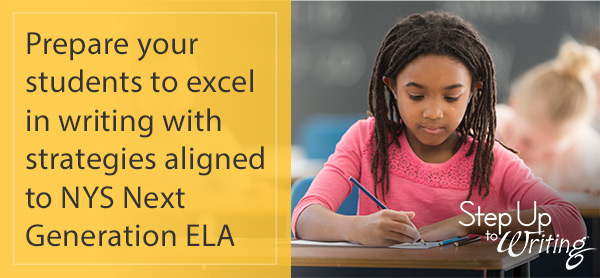 Prepare your
students to excel
in writing with
strategies aligned
to NYS Next
Generation ELA
Step Up
to Writing